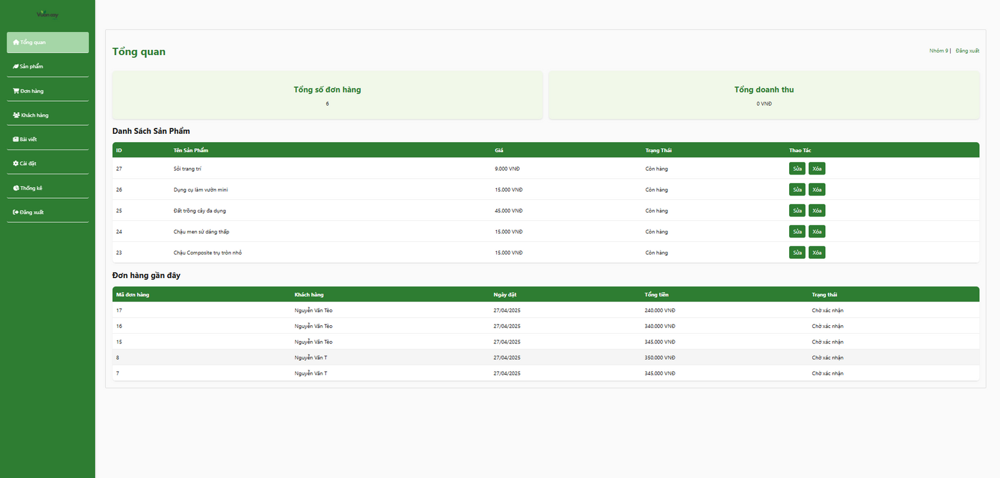 Vườn cây
Tổng quan
Sản phẩm
Đơn hàng
Khách hàng
Bài viết
Cài đặt
Thống kê
Đăng xuất
Tổng quan
Nhóm 9 | Đăng xuất
Tổng số đơn hàng
6
Tổng doanh thu
0 VNĐ
Danh Sách Sản Phẩm
ID Tên Sản Phẩm Giá Trạng Thái Thao Tác
27 Sỏi trang trí 9.000 VNĐ Còn hàng Sửa Xóa
26 Dụng cụ làm vườn mini 15.000 VNĐ Còn hàng Sửa Xóa
25 Đất trồng cây đa dụng 45.000 VNĐ Còn hàng Sửa Xóa
24 Chậu men sứ dáng thấp 15.000 VNĐ Còn hàng Sửa Xóa
23 Chậu Composite trụ tròn nhỏ 15.000 VNĐ Còn hàng Sửa Xóa
Đơn hàng gần đây
Mã đơn hàng Khách hàng Ngày đặt Tổng tiền Trạng thái
17 Nguyễn Văn Tèo 27/04/2025 240.000 VNĐ Chờ xác nhận
16 Nguyễn Văn Tèo 27/04/2025 340.000 VNĐ Chờ xác nhận
15 Nguyễn Văn Tèo 27/04/2025 345.000 VNĐ Chờ xác nhận
8 Nguyễn Văn T 27/04/2025 350.000 VNĐ Chờ xác nhận
7 Nguyễn Văn T 27/04/2025 345.000 VNĐ Chờ xác nhận